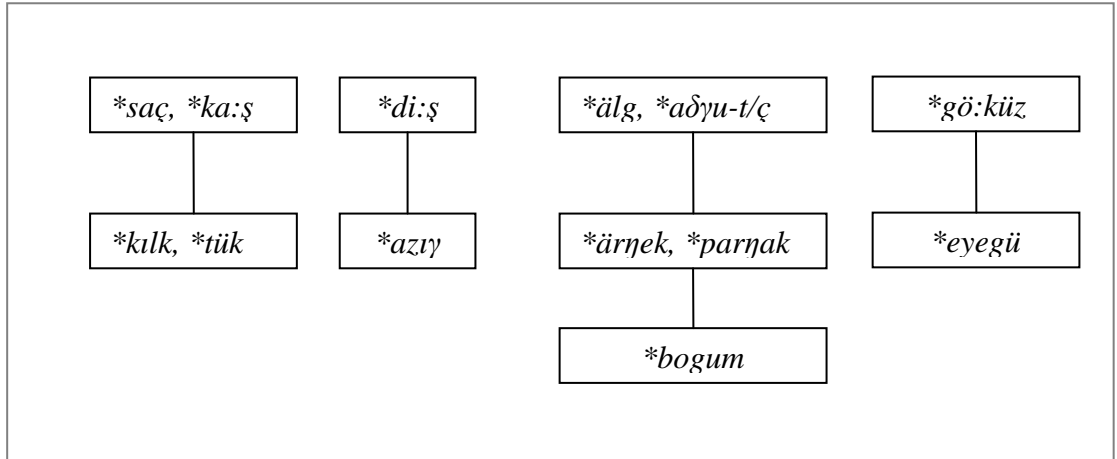 *saç, *ka:ş
*di:ş
*älg, *aδγu-t/ç
*gö:küz
*kılk, *tük
*azıγ
*ärŋek, *parŋak
*eyegü
*bogum